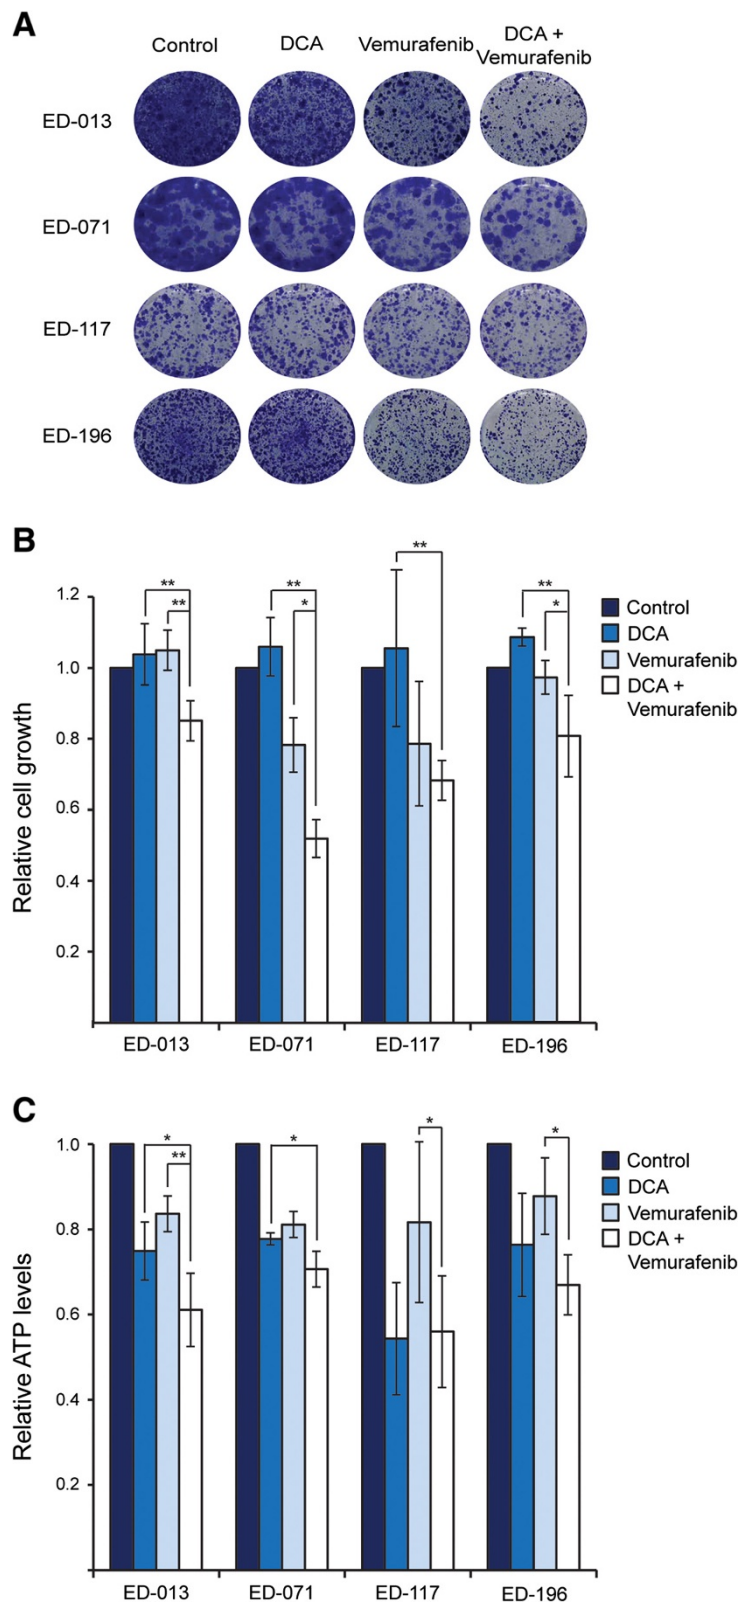 A
Control DCA Vemurafenib DCA +
Vemurafenib
ED-013
ED-071
ED-117
ED-196
B
Relative cell growth
1.2
1.0
0.8
0.6
0.4
0.2
** ** ** * ** ** *
ED-013 ED-071 ED-117 ED-196
Control
DCA
Vemurafenib
DCA +
Vemurafenib
C
Relative ATP levels
1.0
0.8
0.6
0.4
0.2
* ** * * *
ED-013 ED-071 ED-117 ED-196
Control
DCA
Vemurafenib
DCA +
Vemurafenib